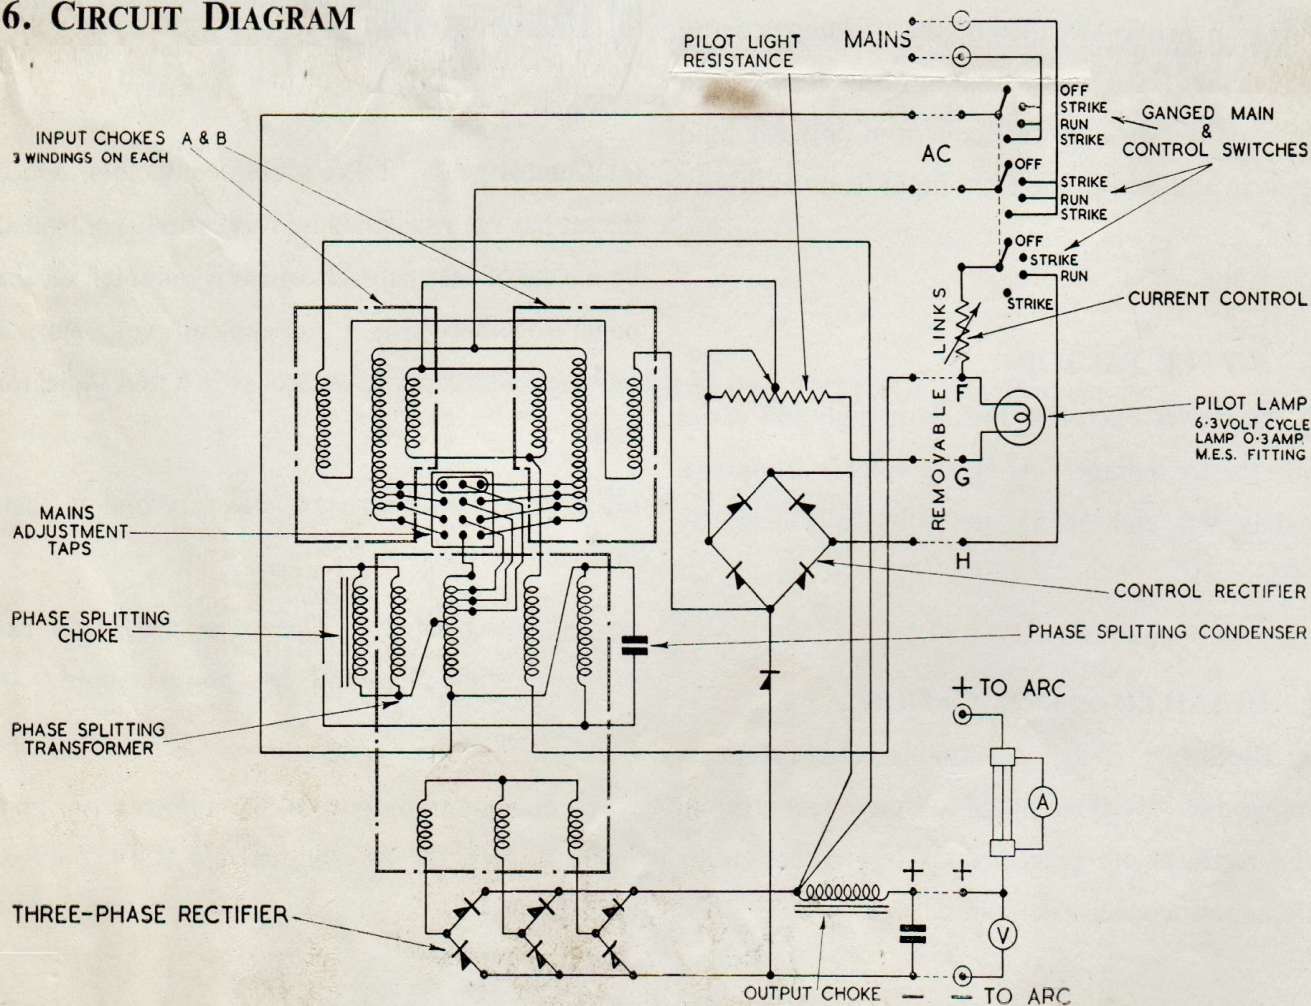 6. CIRCUIT DIAGRAM
PILOT LIGHT
RESISTANCE
MAINS
OFF
STRIKE
RUN
STRIKE
GANGED MAIN
&
CONTROL SWITCHES
INPUT CHOKES A & B
3 WINDINGS ON EACH
AC
OFF
STRIKE
RUN
STRIKE
OFF
STRIKE
RUN
STRIKE
CURRENT CONTROL
REMOVABLE LINKS
F
PILOT LAMP
6·3 VOLT CYCLE
LAMP 0·3 AMP.
M.E.S. FITTING
G
MAINS
ADJUSTMENT
TAPS
H
CONTROL RECTIFIER
PHASE SPLITTING
CHOKE
PHASE SPLITTING CONDENSER
+ TO ARC
PHASE SPLITTING
TRANSFORMER
A
+ +
THREE-PHASE RECTIFIER
V
OUTPUT CHOKE
− − TO ARC